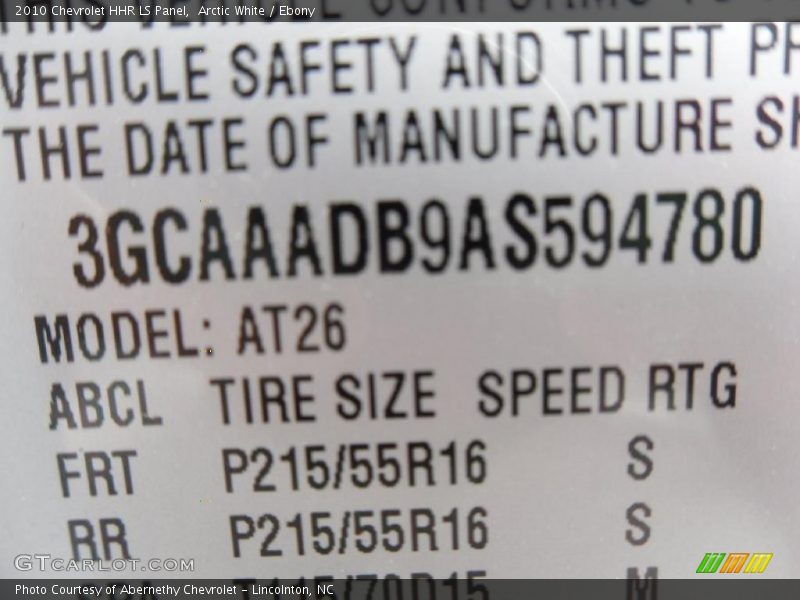 2010 Chevrolet HHR LS Panel, Arctic White / Ebony
VEHICLE SAFETY AND THEFT
THE DATE OF MANUFACTURE
3GCAAADB9AS594780
MODEL: AT26
ABCL TIRE SIZE SPEED RTG
FRT P215/55R16 S
RR P215/55R16 S
GTCARLOT.COM
T115/70D15 M
Photo Courtesy of Abernethy Chevrolet - Lincolnton, NC